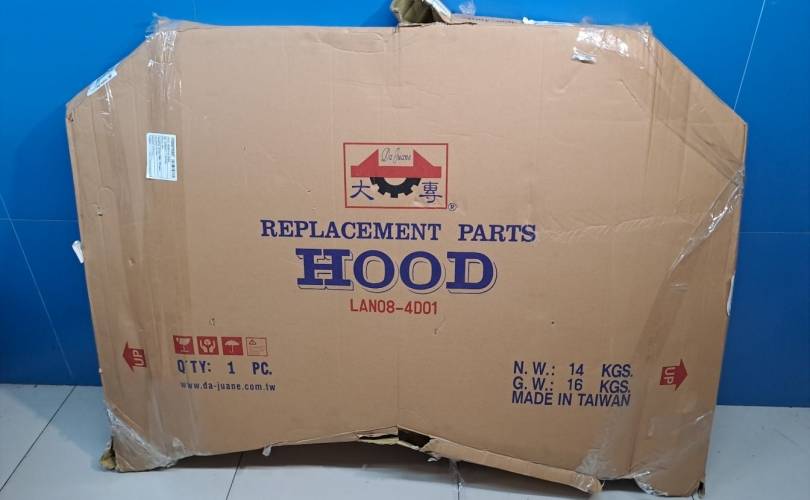 Da Juane
大 專
®
REPLACEMENT PARTS
HOOD
LAN08-4D01
UP
Q'TY: 1 PC.
www.da-juane.com.tw
N.W.: 14 KGS.
G.W.: 16 KGS.
MADE IN TAIWAN
UP